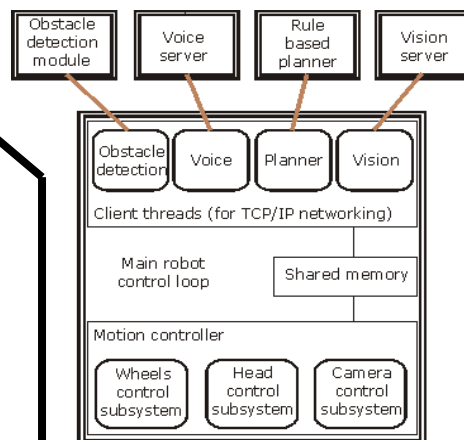 Obstacle
detection
module
Voice
server
Rule
based
planner
Vision
server
Obstacle
detection
Voice
Planner
Vision
Client threads (for TCP/IP networking)
Main robot
control loop
Shared memory
Motion controller
Wheels
control
subsystem
Head
control
subsystem
Camera
control
subsystem